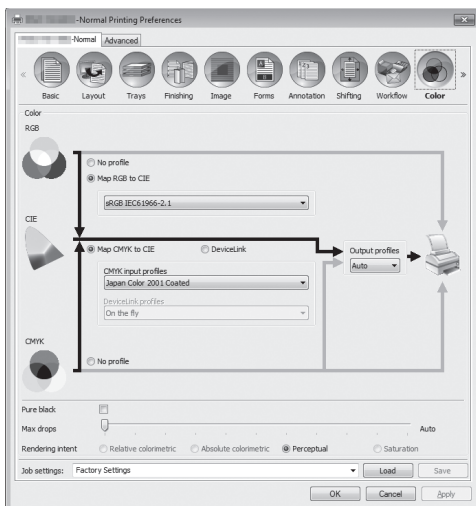 -Normal Printing Preferences
-Normal Advanced
Basic Layout Trays Finishing Image Forms Annotation Shifting Workflow Color
Color
RGB
No profile
Map RGB to CIE
sRGB IEC61966-2.1
CIE
Map CMYK to CIE DeviceLink
Output profiles
Auto
CMYK input profiles
Japan Color 2001 Coated
DeviceLink profiles
On the fly
CMYK
No profile
Pure black
Max drops Auto
Rendering intent Relative colorimetric Absolute colorimetric Perceptual Saturation
Job settings: Factory Settings Load Save
OK Cancel Apply